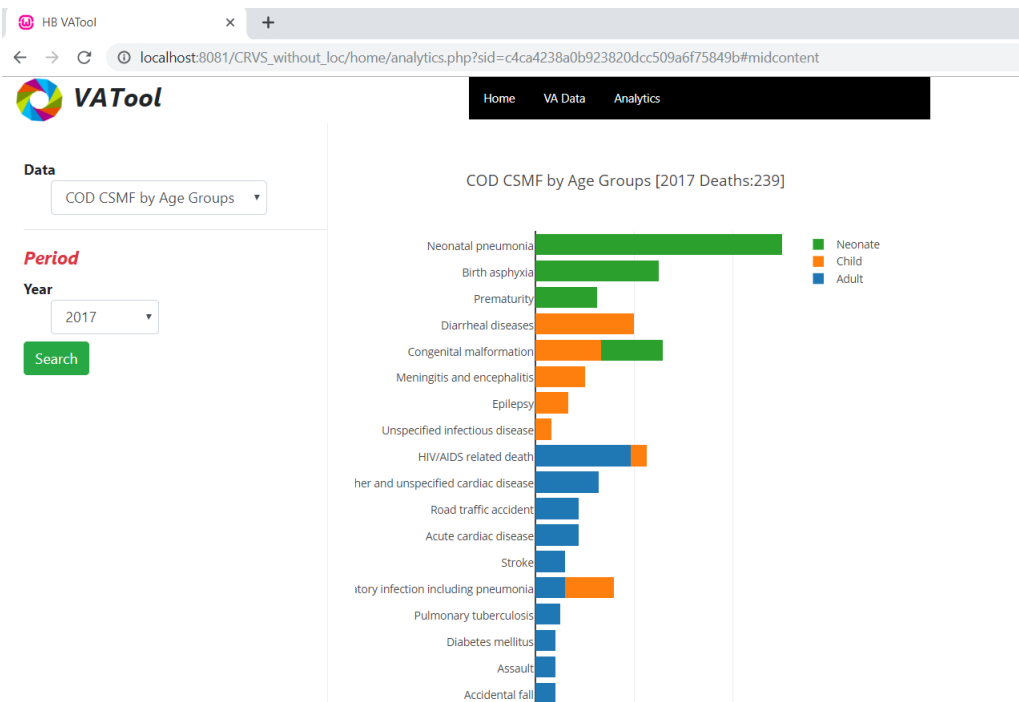 HB VATool
localhost:8081/CRVS_without_loc/home/analytics.php?sid=c4ca4238a0b923820dcc509a6f75849b#midcontent
VATool
Home VA Data Analytics
Data
COD CSMF by Age Groups
Period
Year
2017
Search
COD CSMF by Age Groups [2017 Deaths:239]
Neonatal pneumonia
Birth asphyxia
Prematurity
Diarrheal diseases
Congenital malformation
Meningitis and encephalitis
Epilepsy
Unspecified infectious disease
HIV/AIDS related death
her and unspecified cardiac disease
Road traffic accident
Acute cardiac disease
Stroke
atory infection including pneumonia
Pulmonary tuberculosis
Diabetes mellitus
Assault
Accidental fall
Neonate
Child
Adult